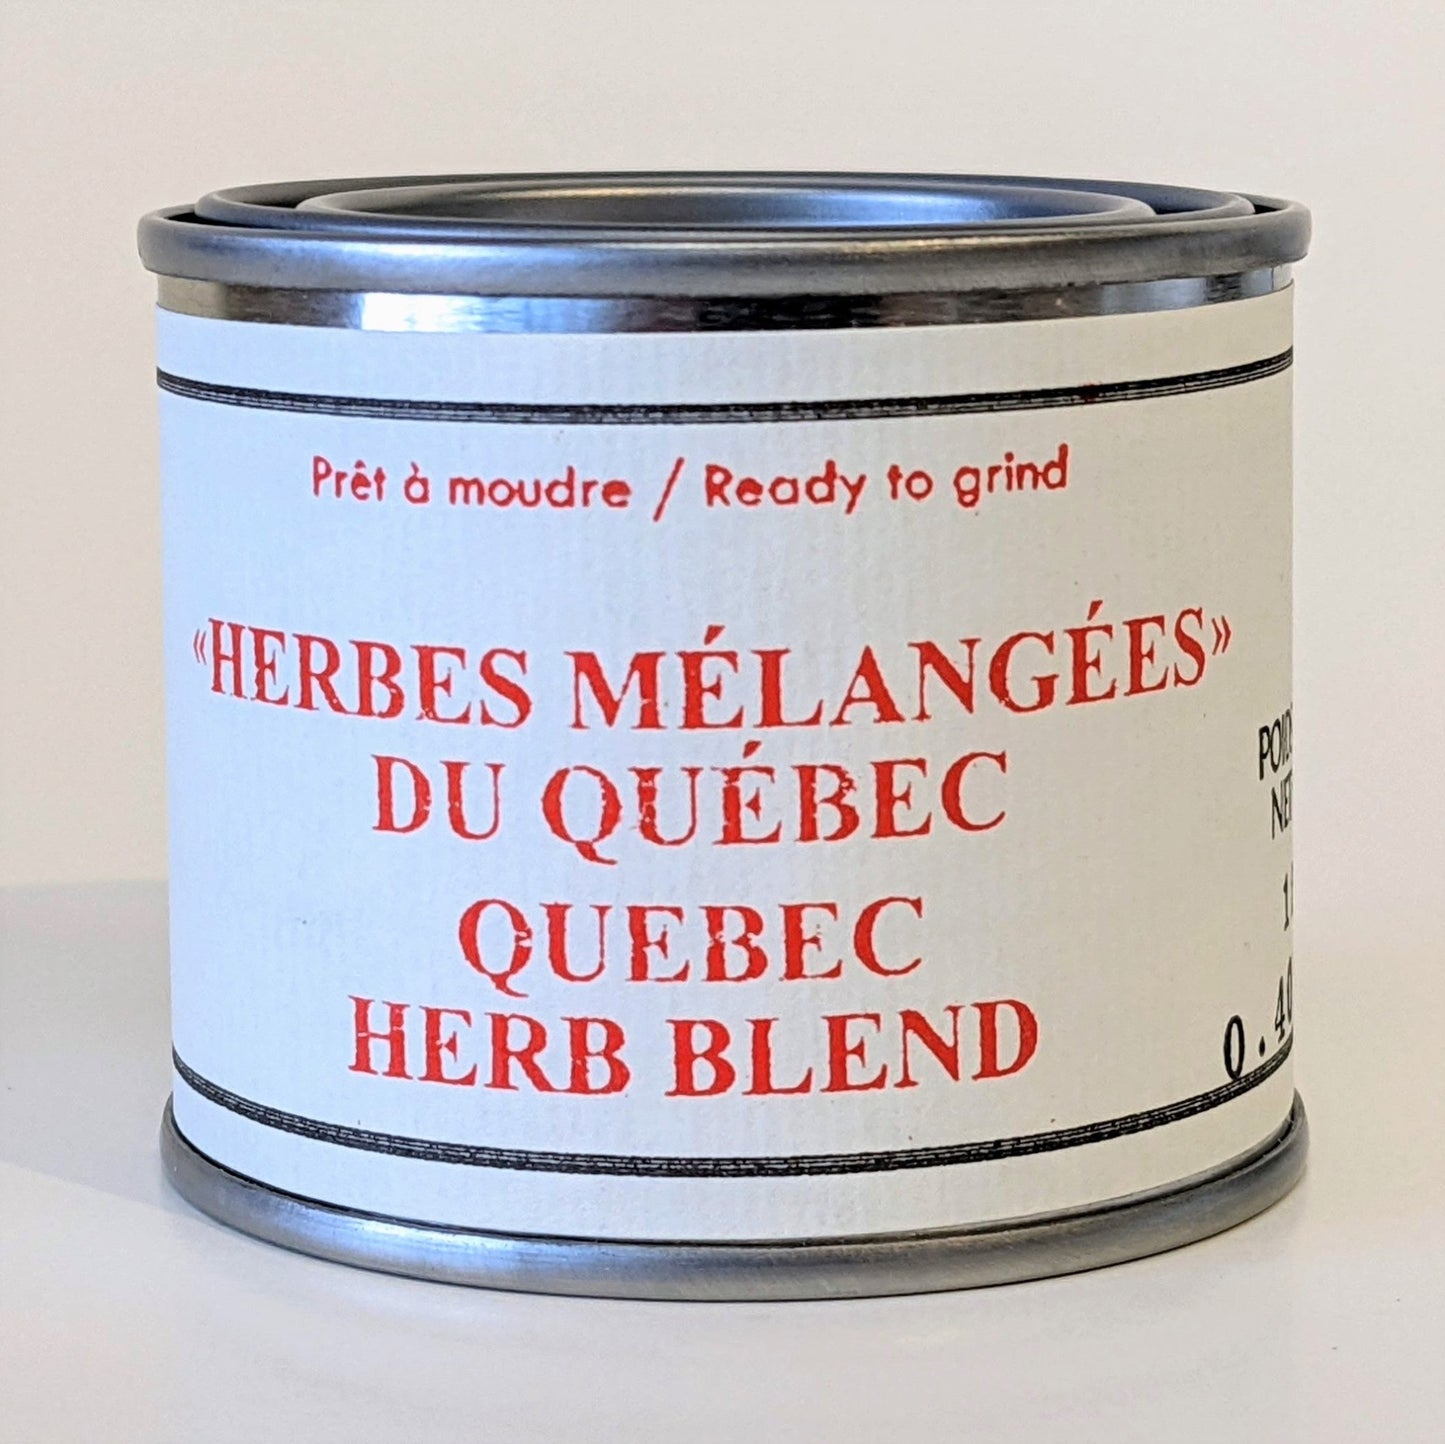 Prêt à moudre / Ready to grind
«HERBES MÉLANGÉES»
DU QUÉBEC
QUEBEC
HERB BLEND